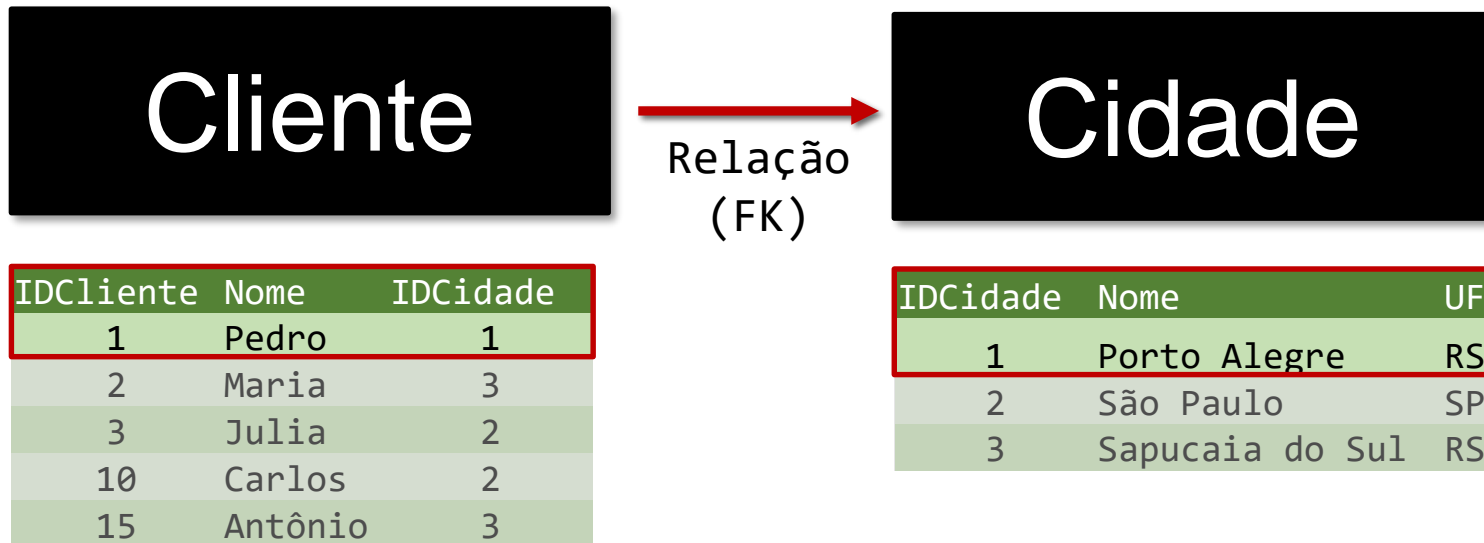 Cliente
Relação
(FK)
Cidade
IDCliente Nome IDCidade
1 Pedro 1
2 Maria 3
3 Julia 2
10 Carlos 2
15 Antônio 3
IDCidade Nome UF
1 Porto Alegre RS
2 São Paulo SP
3 Sapucaia do Sul RS